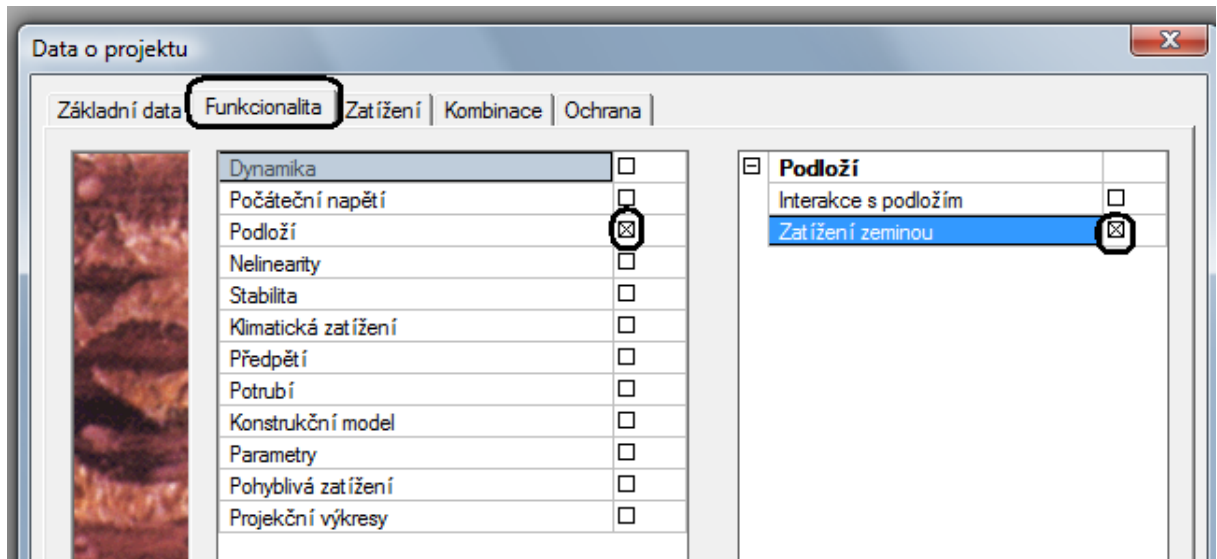 Data o projektu
Základní data Funkcionalita Zatížení Kombinace Ochrana
Dynamika
Počáteční napětí
Podloží
Nelinearity
Stabilita
Klimatická zatížení
Předpětí
Potrubí
Konstrukční model
Parametry
Pohyblivá zatížení
Projekční výkresy
Podloží
Interakce s podložím
Zatížení zeminou